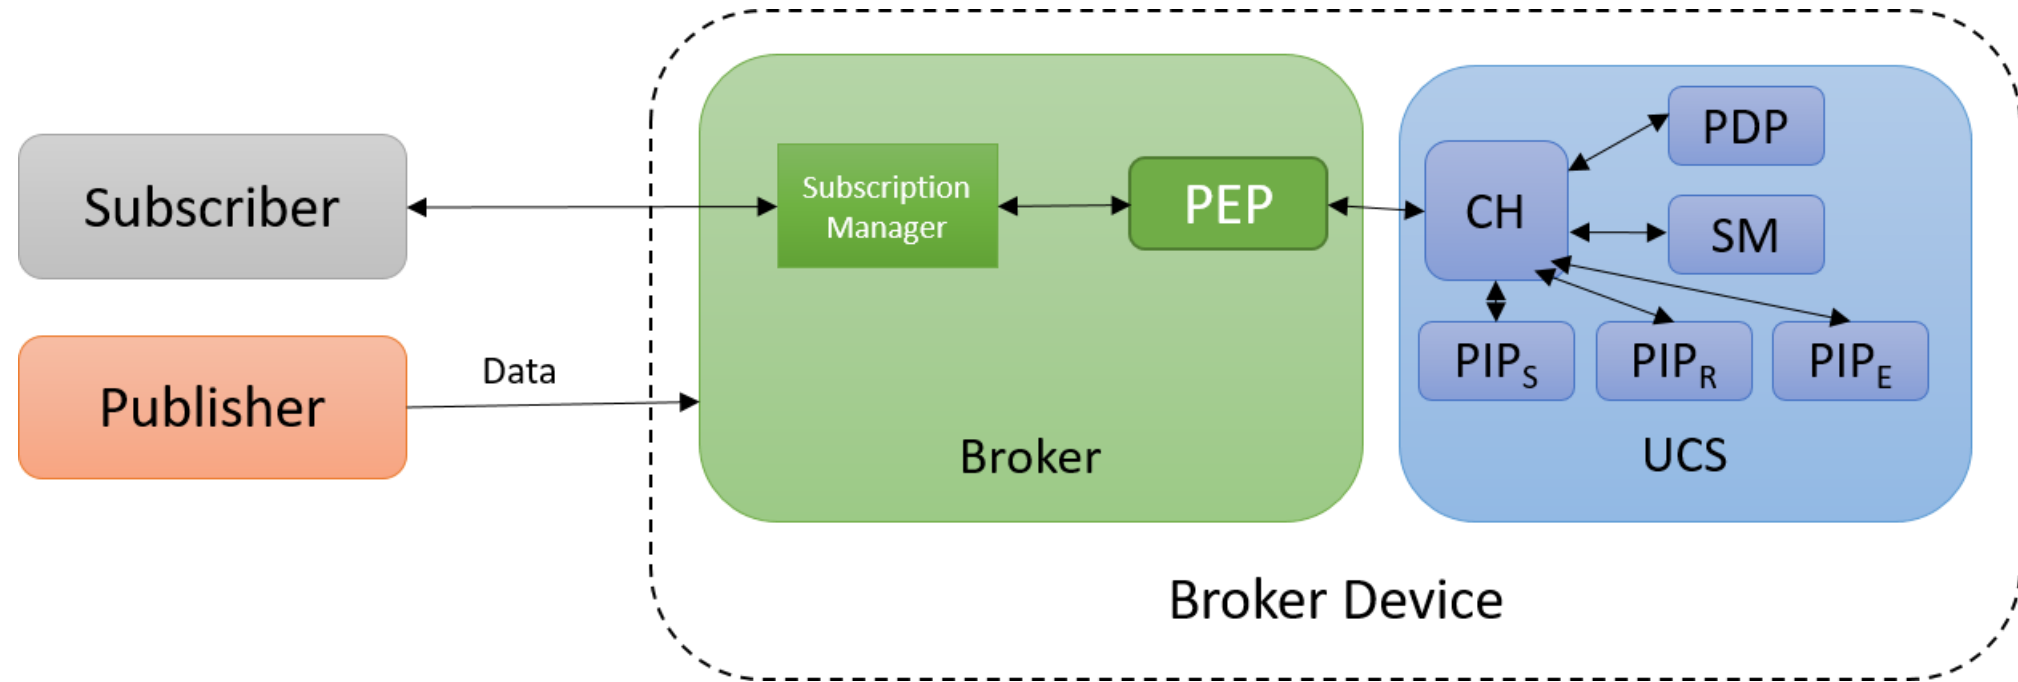 Subscriber
Publisher
Data
Subscription
Manager
PEP
Broker
CH
PDP
SM
PIPS
PIPR
PIPE
UCS
Broker Device